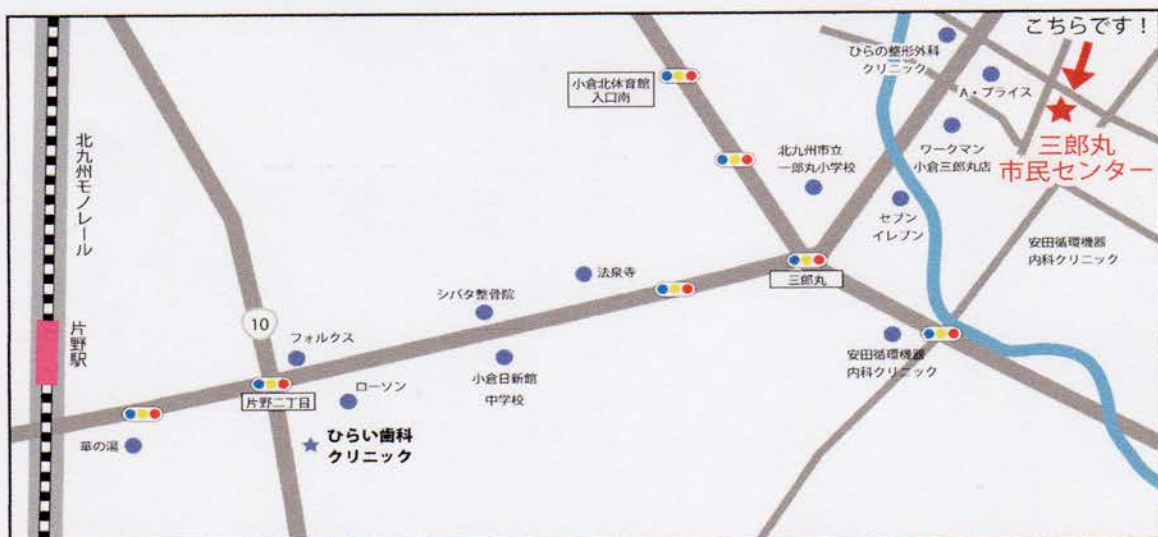 こちらです！
ひらの整形外科
クリニック
小倉北体育館
入口南
A・プライス
北九州モノレール
北九州市立
一郎丸小学校
ワークマン
小倉三郎丸店
三郎丸
市民センター
セブン
イレブン
安田循環機器
内科クリニック
法泉寺
三郎丸
シバタ整骨院
10
片野駅
フォルクス
安田循環機器
内科クリニック
小倉日新館
中学校
ローソン
片野二丁目
ひらい歯科
クリニック
草の湯